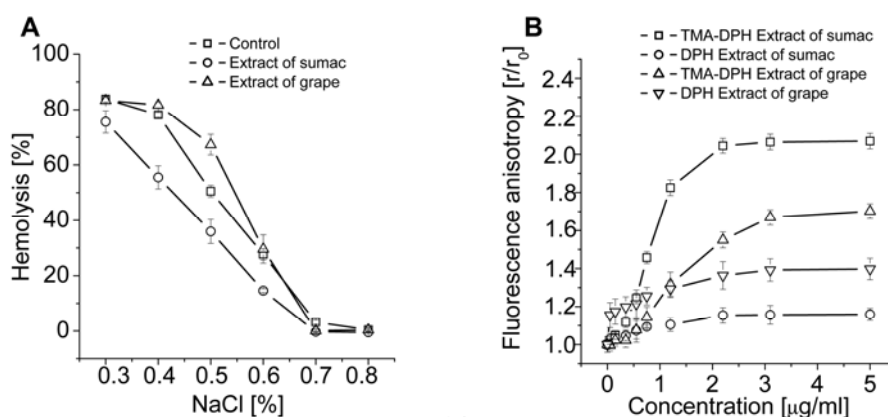 A
Control
Extract of sumac
Extract of grape
Hemolysis [%]
100
80
60
40
20
0
0.3 0.4 0.5 0.6 0.7 0.8
NaCl [%]
B
TMA-DPH Extract of sumac
DPH Extract of sumac
TMA-DPH Extract of grape
DPH Extract of grape
Fluorescence anisotropy [r/r0]
2.4
2.2
2.0
1.8
1.6
1.4
1.2
1.0
0 1 2 3 4 5
Concentration [μg/ml]